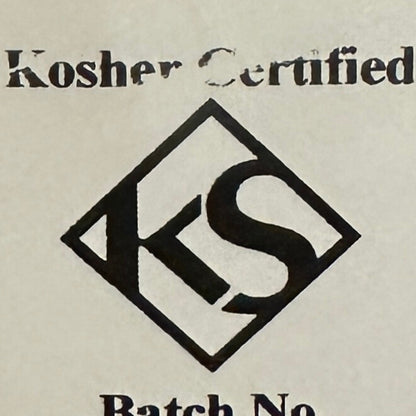 Kosher Certified
KS
Batch No